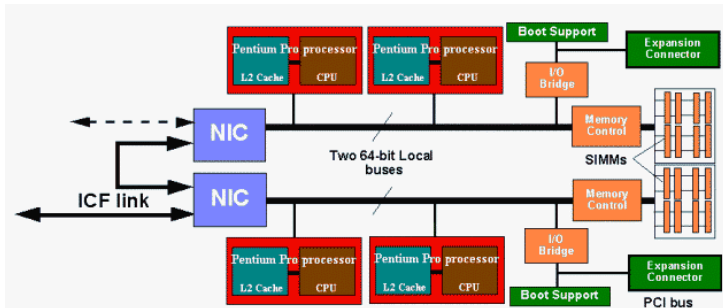 Boot Support
Pentium Pro processor
L2 Cache
CPU
Pentium Pro processor
L2 Cache
CPU
Expansion
Connector
I/O
Bridge
NIC
Memory
Control
Two 64-bit Local
buses
SIMMs
ICF link
NIC
Memory
Control
Pentium Pro processor
L2 Cache
CPU
Pentium Pro processor
L2 Cache
CPU
I/O
Bridge
Expansion
Connector
Boot Support
PCI bus